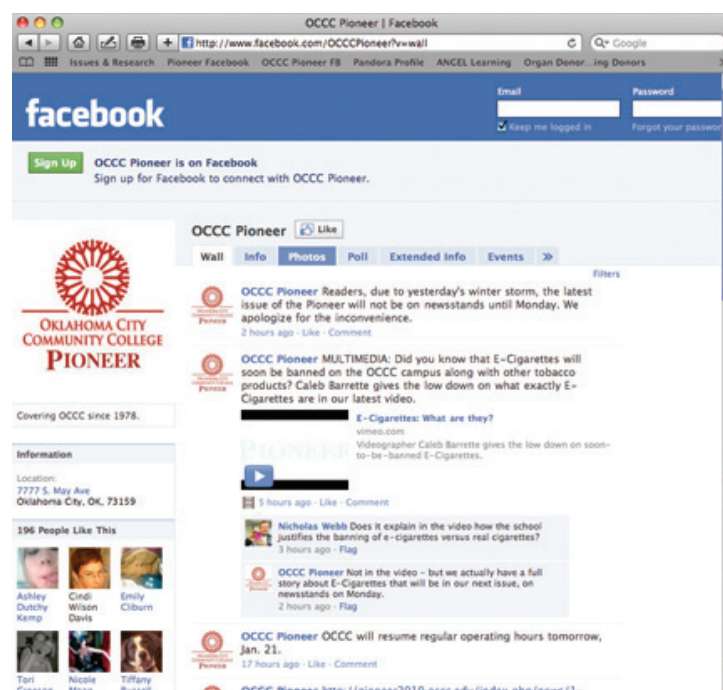 OCCC Pioneer | Facebook
http://www.facebook.com/OCCCPioneer?v=wall
Google
Issues & Research Pioneer Facebook OCCC Pioneer FB Pandora Profile ANGEL Learning Organ Donor...ing Donors
facebook
Email
Password
Keep me logged in
Forgot your passwor
Sign Up
OCCC Pioneer is on Facebook
Sign up for Facebook to connect with OCCC Pioneer.
OKLAHOMA CITY
COMMUNITY COLLEGE
PIONEER
Covering OCCC since 1978.
Information
Location:
7777 S. May Ave
Oklahoma City, OK, 73159
196 People Like This
Ashley
Dutchy
Kemp
Cindi
Wilson
Davis
Emily
Cliburn
Tori
Nicole
Tiffany
OCCC Pioneer Like
Wall Info Photos Poll Extended Info Events »
Filters
OCCC Pioneer Readers, due to yesterday's winter storm, the latest
issue of the Pioneer will not be on newsstands until Monday. We
apologize for the inconvenience.
2 hours ago · Like · Comment
OCCC Pioneer MULTIMEDIA: Did you know that E-Cigarettes will
soon be banned on the OCCC campus along with other tobacco
products? Caleb Barrette gives the low down on what exactly E-
Cigarettes are in our latest video.
PIONEER
E-Cigarettes: What are they?
vimeo.com
Videographer Caleb Barrette gives the low down on soon-
to-be-banned E-Cigarettes.
5 hours ago · Like · Comment
Nicholas Webb Does it explain in the video how the school
justifies the banning of e-cigarettes versus real cigarettes?
3 hours ago · Flag
OCCC Pioneer Not in the video - but we actually have a full
story about E-Cigarettes that will be in our next issue, on
newsstands on Monday.
2 hours ago · Flag
OCCC Pioneer OCCC will resume regular operating hours tomorrow,
Jan. 21.
17 hours ago · Like · Comment